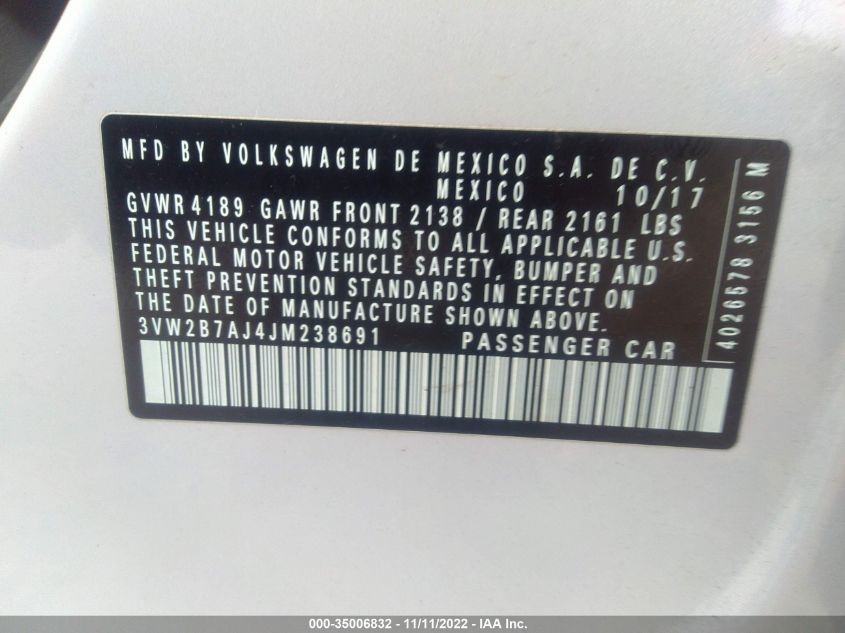 MFD BY VOLKSWAGEN DE MEXICO S.A. DE C.V.
MEXICO 10/17
GVWR 4189 GAWR FRONT 2138 / REAR 2161 LBS
THIS VEHICLE CONFORMS TO ALL APPLICABLE U.S.
FEDERAL MOTOR VEHICLE SAFETY, BUMPER AND
THEFT PREVENTION STANDARDS IN EFFECT ON
THE DATE OF MANUFACTURE SHOWN ABOVE.
3VW2B7AJ4JM238691 PASSENGER CAR
4026578 3156 M
000-35006832 - 11/11/2022 - IAA Inc.